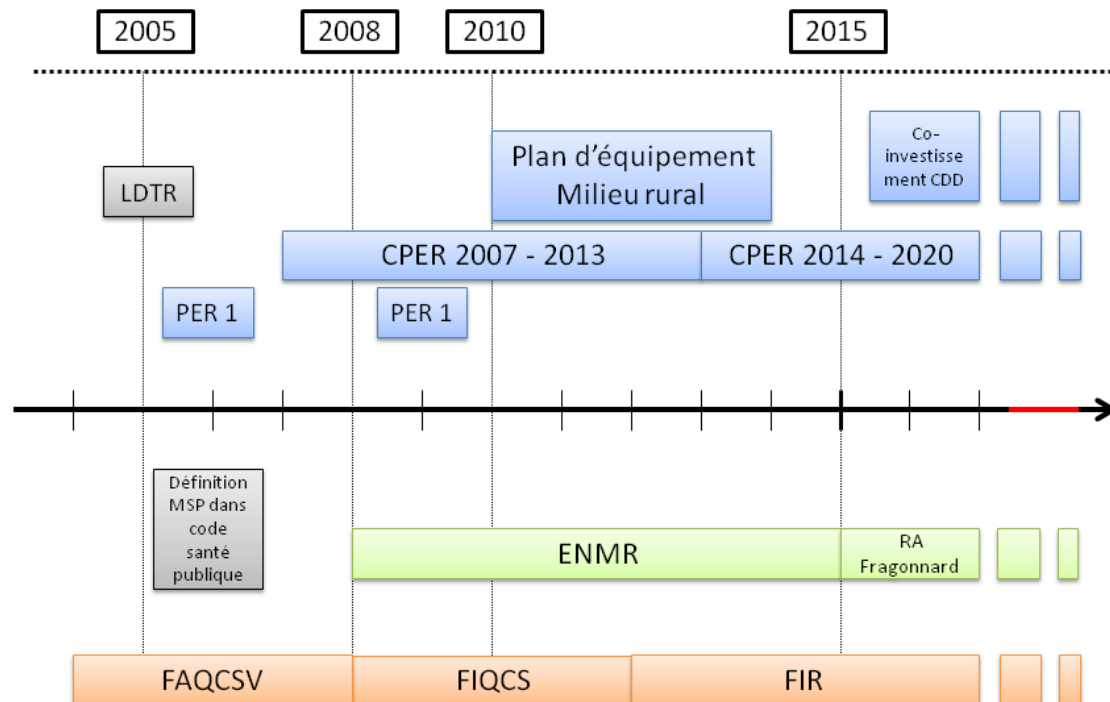 2005
2008
2010
2015
Co-
investisse
ment CDD
Plan d'équipement
Milieu rural
LDTR
CPER 2007 - 2013
CPER 2014 - 2020
PER 1
PER 1
Définition
MSP dans
code
santé
publique
ENMR
RA
Fragonnard
FAQCSV
FIQCS
FIR